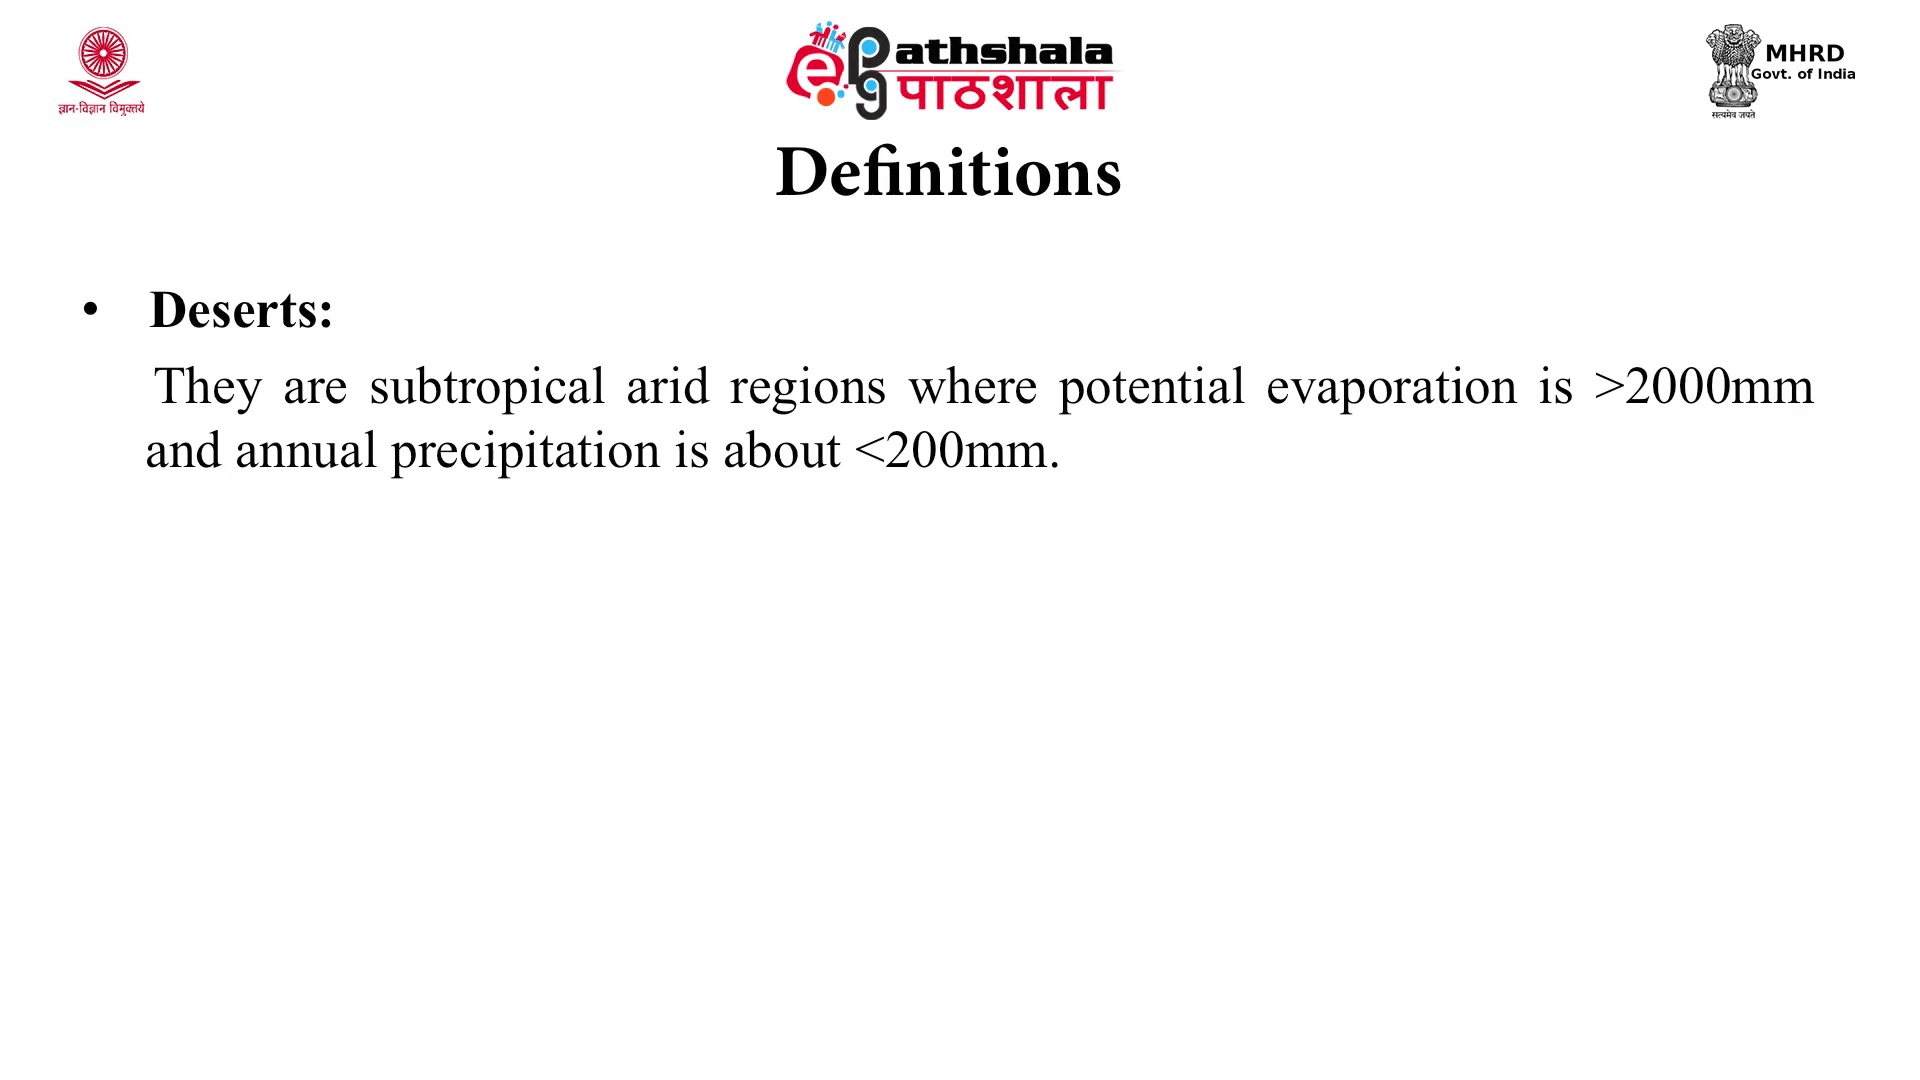 ज्ञान-विज्ञान विमुक्तये
ePgathshala
पाठशाला
MHRD
Govt. of India
सत्यमेव जयते
Definitions
• Deserts:
They are subtropical arid regions where potential evaporation is >2000mm
and annual precipitation is about <200mm.